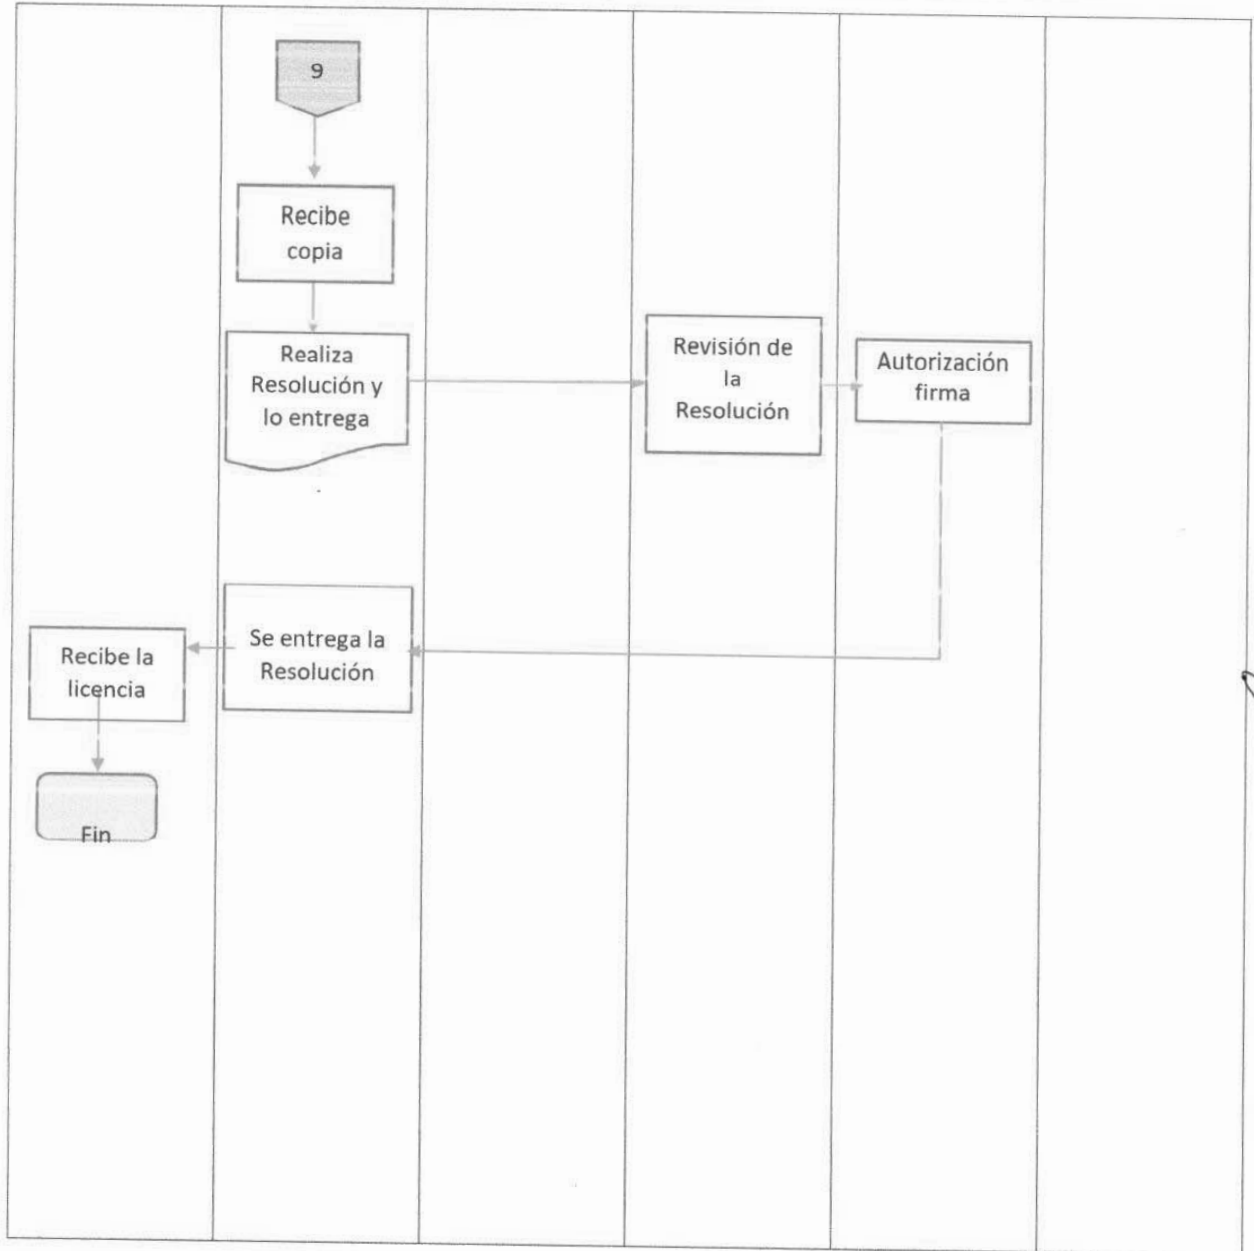 9
Recibe
copia
Realiza
Resolución y
lo entrega
Revisión de
la
Resolución
Autorización
firma
Se entrega la
Resolución
Recibe la
licencia
Fin